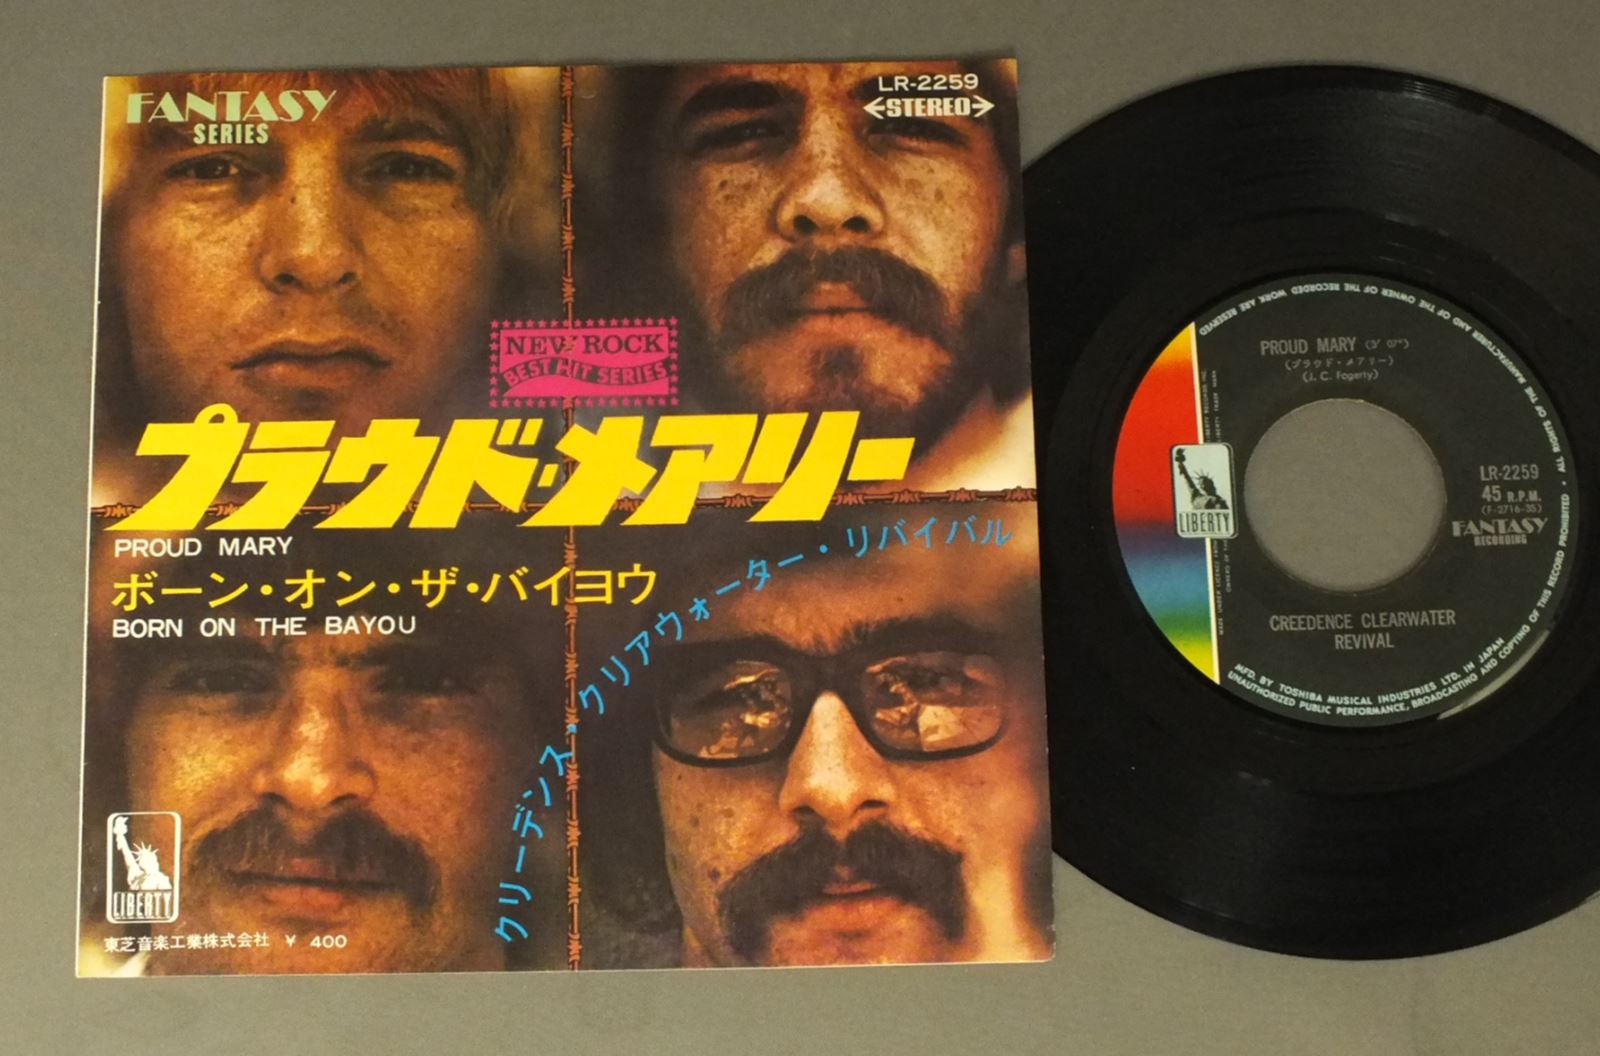 FANTASY
SERIES
LR-2259
STEREO
NEW ROCK
BEST HIT SERIES
プラウド・メアリー
PROUD MARY
ボーン・オン・ザ・バイヨウ
BORN ON THE BAYOU
クリーデンス・クリアウォーター・リバイバル
LIBERTY
東芝音楽工業株式会社 ¥ 400
ALL RIGHTS OF THE MANUFACTURER AND OF THE OWNER OF THE RECORDED WORK ARE RESERVED
PROUD MARY
(プラウド・メアリー)
(J. C. Fogerty)
LIBERTY
LR-2259
45 R.P.M.
(F-2716-35)
FANTASY
RECORDING
CREEDENCE CLEARWATER
REVIVAL
MFD. BY TOSHIBA MUSICAL INDUSTRIES LTD. IN JAPAN
UNAUTHORIZED PUBLIC PERFORMANCE, BROADCASTING AND COPYING OF THIS RECORD PROHIBITED